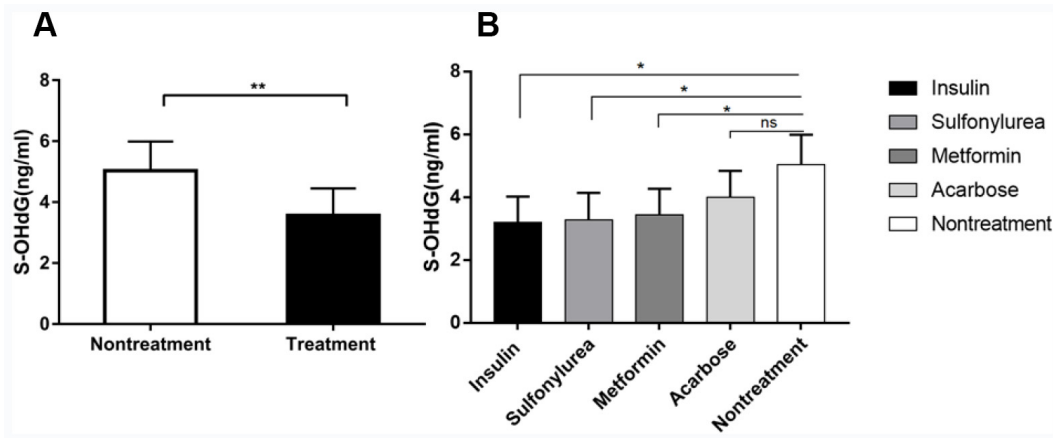 A
8
6
4
2
0
S-OHdG(ng/ml)
**
Nontreatment
Treatment
B
8
6
4
2
0
S-OHdG(ng/ml)
*
*
*
ns
Insulin
Sulfonylurea
Metformin
Acarbose
Nontreatment
Insulin
Sulfonylurea
Metformin
Acarbose
Nontreatment